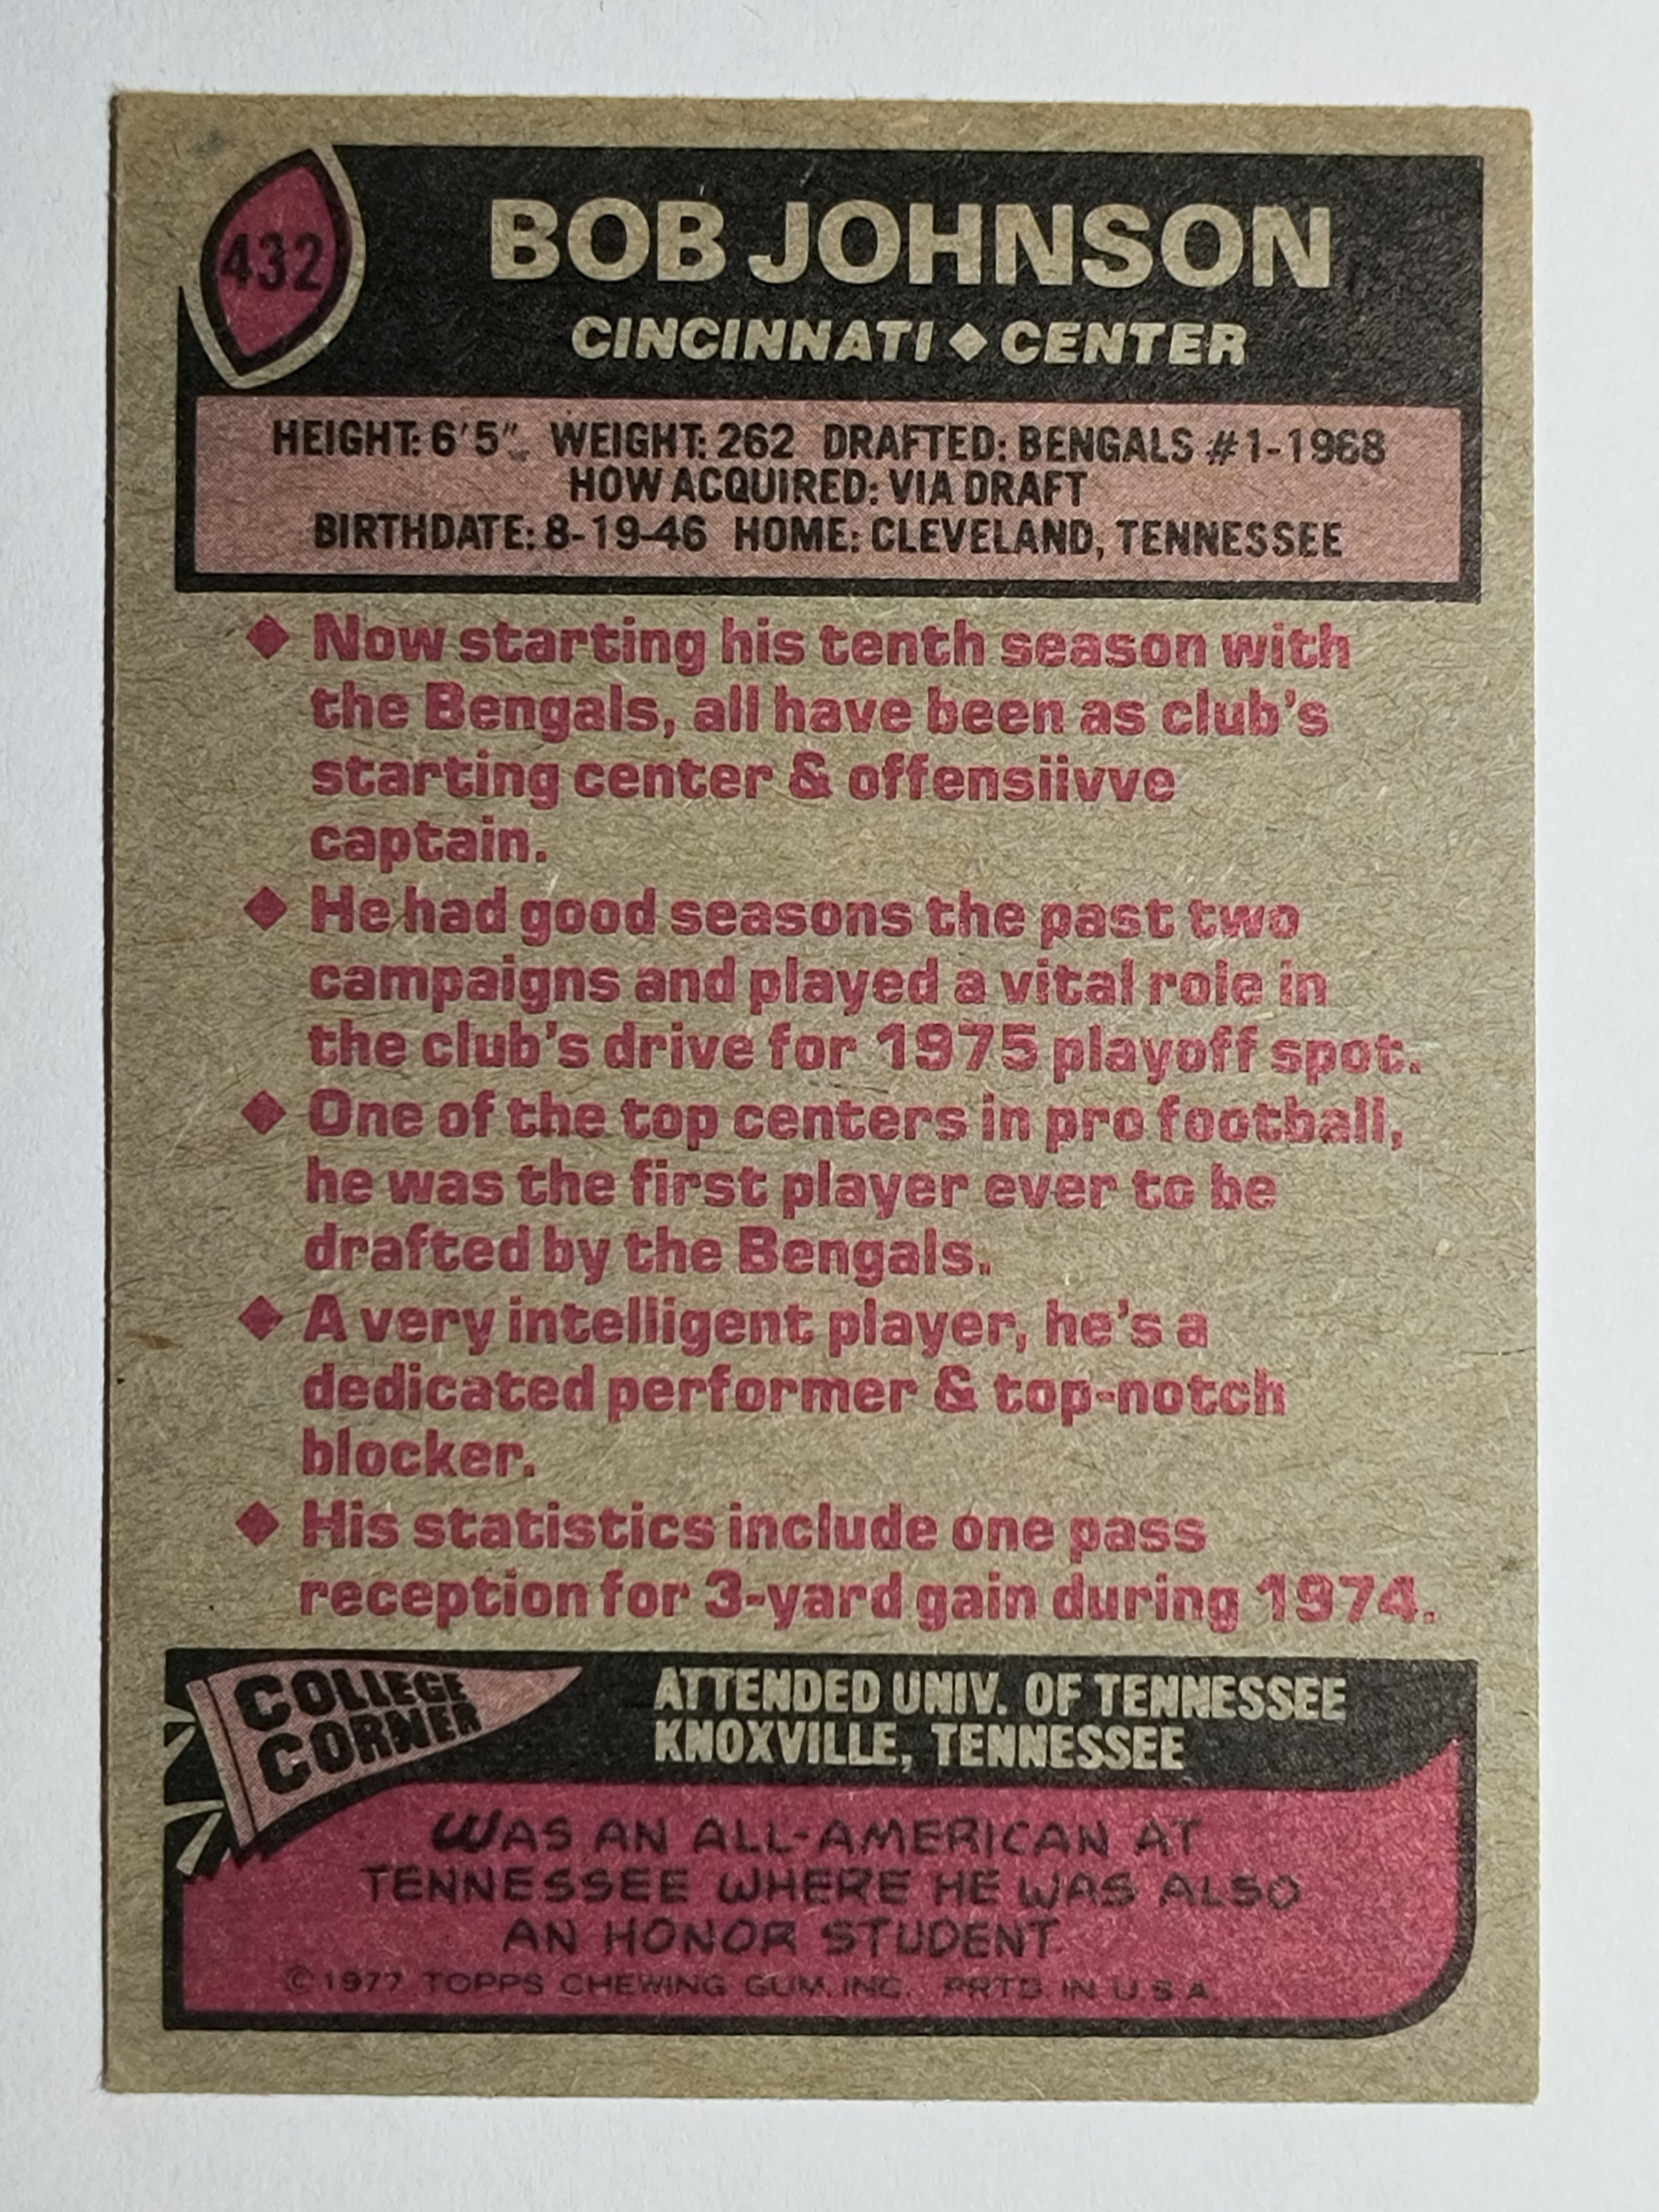 432
BOB JOHNSON
CINCINNATI ◆ CENTER
HEIGHT: 6'5" WEIGHT: 262 DRAFTED: BENGALS #1-1968
HOW ACQUIRED: VIA DRAFT
BIRTHDATE: 8-19-46 HOME: CLEVELAND, TENNESSEE
◆ Now starting his tenth season with
the Bengals, all have been as club's
starting center & offensiivve
captain.
◆ He had good seasons the past two
campaigns and played a vital role in
the club's drive for 1975 playoff spot.
◆ One of the top centers in pro football,
he was the first player ever to be
drafted by the Bengals.
◆ A very intelligent player, he's a
dedicated performer & top-notch
blocker.
◆ His statistics include one pass
reception for 3-yard gain during 1974.
COLLEGE
CORNER
ATTENDED UNIV. OF TENNESSEE
KNOXVILLE, TENNESSEE
WAS AN ALL-AMERICAN AT
TENNESSEE WHERE HE WAS ALSO
AN HONOR STUDENT
© 1977 TOPPS CHEWING GUM, INC. PRTD. IN U.S.A.